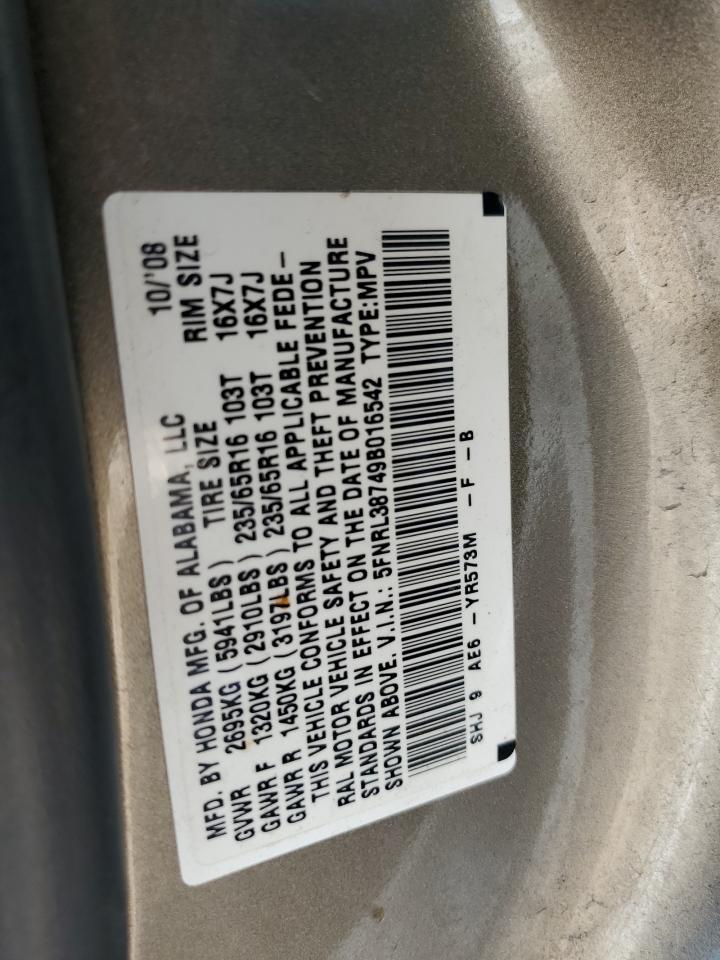 MFD. BY HONDA MFG. OF ALABAMA, LLC 10/'08
GVWR 2695KG (5941LBS) TIRE SIZE RIM SIZE
GAWR F 1320KG (2910LBS) 235/65R16 103T 16X7J
GAWR R 1450KG (3197LBS) 235/65R16 103T 16X7J
THIS VEHICLE CONFORMS TO ALL APPLICABLE FEDE-
RAL MOTOR VEHICLE SAFETY AND THEFT PREVENTION
STANDARDS IN EFFECT ON THE DATE OF MANUFACTURE
SHOWN ABOVE. V.I.N.: 5FNRL38749B016542 TYPE:MPV
SHJ 9 AE6 -YR573M -F -B